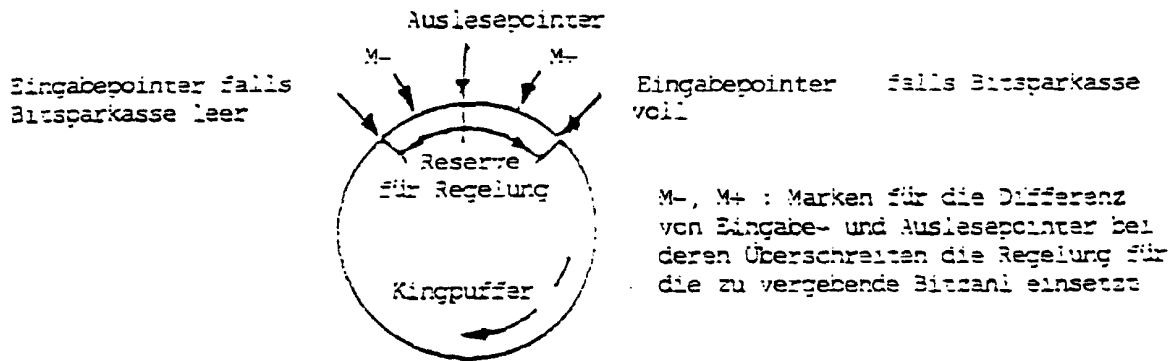 Auslesepointer
M- M+
Eingabepointer falls
Bitsparkasse leer
Eingabepointer falls Bitsparkasse
voll
Reserve
für Regelung
M-, M+ : Marken für die Differenz
von Eingabe- und Auslesepointer bei
deren Überschreiten die Regelung für
die zu vergebende Bitzahl einsetzt
Ringpuffer